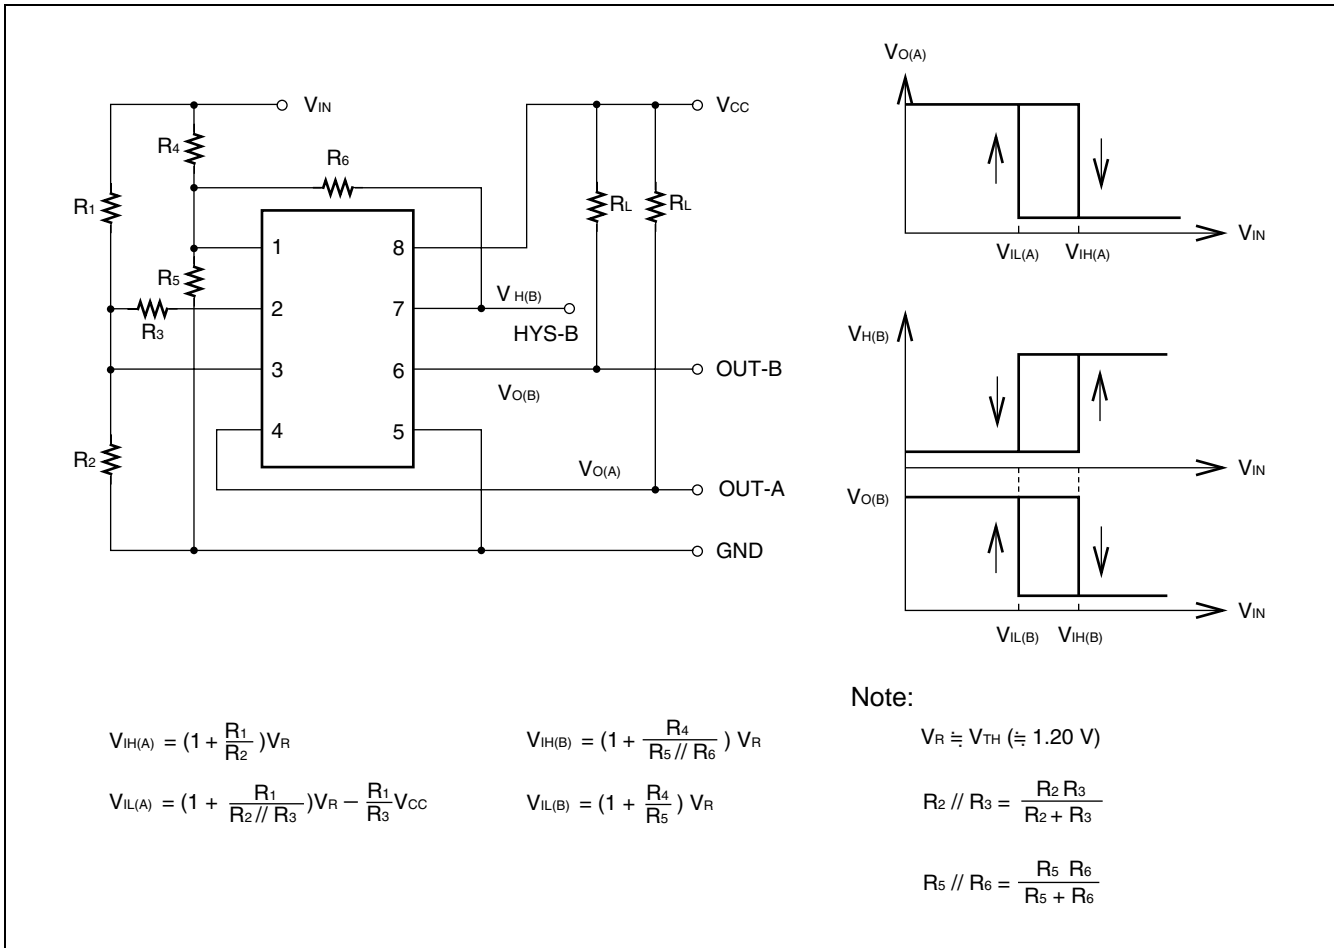 VIN
VCC
R4
R6
R1
RL
RL
1
8
R5
VH(B)
2
7
R3
HYS-B
3
6
OUT-B
VO(B)
4
5
R2
VO(A)
OUT-A
GND
VO(A)
VIN
VIL(A)
VIH(A)
VH(B)
VIN
VO(B)
VIN
VIL(B)
VIH(B)
VIH(A) = (1 + R1/R2)VR
VIL(A) = (1 + R1/(R2 // R3))VR − R1/R3 VCC
VIH(B) = (1 + R4/(R5 // R6)) VR
VIL(B) = (1 + R4/R5) VR
Note:
VR ≒ VTH (≒ 1.20 V)
R2 // R3 = R2 R3/(R2 + R3)
R5 // R6 = R5 R6/(R5 + R6)